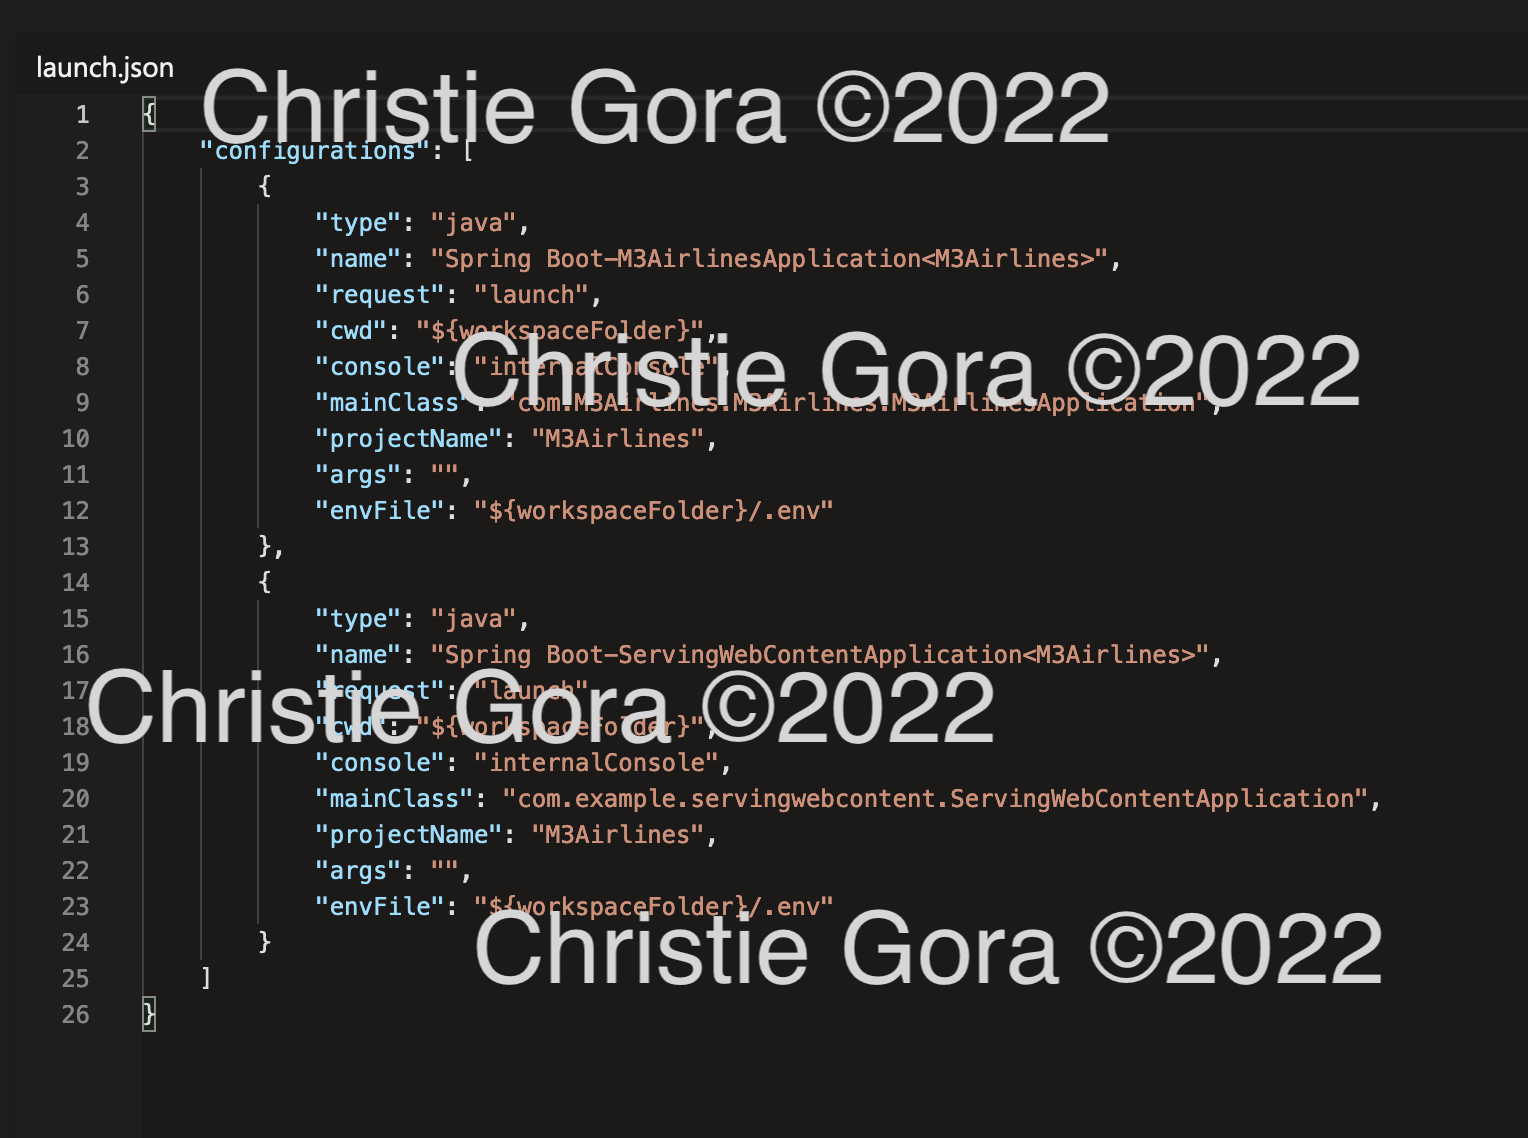 launch.json
Christie Gora ©2022
1 {
2 "configurations": [
3 {
4 "type": "java",
5 "name": "Spring Boot-M3AirlinesApplication<M3Airlines>",
6 "request": "launch",
7 "cwd": "${workspaceFolder}",
Christie Gora ©2022
8 "console": "internalConsole",
9 "mainClass": "com.M3Airlines.M3Airlines.M3AirlinesApplication",
10 "projectName": "M3Airlines",
11 "args": "",
12 "envFile": "${workspaceFolder}/.env"
13 },
14 {
15 "type": "java",
16 "name": "Spring Boot-ServingWebContentApplication<M3Airlines>",
17 "request": "launch",
Christie Gora ©2022
18 "cwd": "${workspaceFolder}",
19 "console": "internalConsole",
20 "mainClass": "com.example.servingwebcontent.ServingWebContentApplication",
21 "projectName": "M3Airlines",
22 "args": "",
23 "envFile": "${workspaceFolder}/.env"
24 }
Christie Gora ©2022
25 ]
26 }